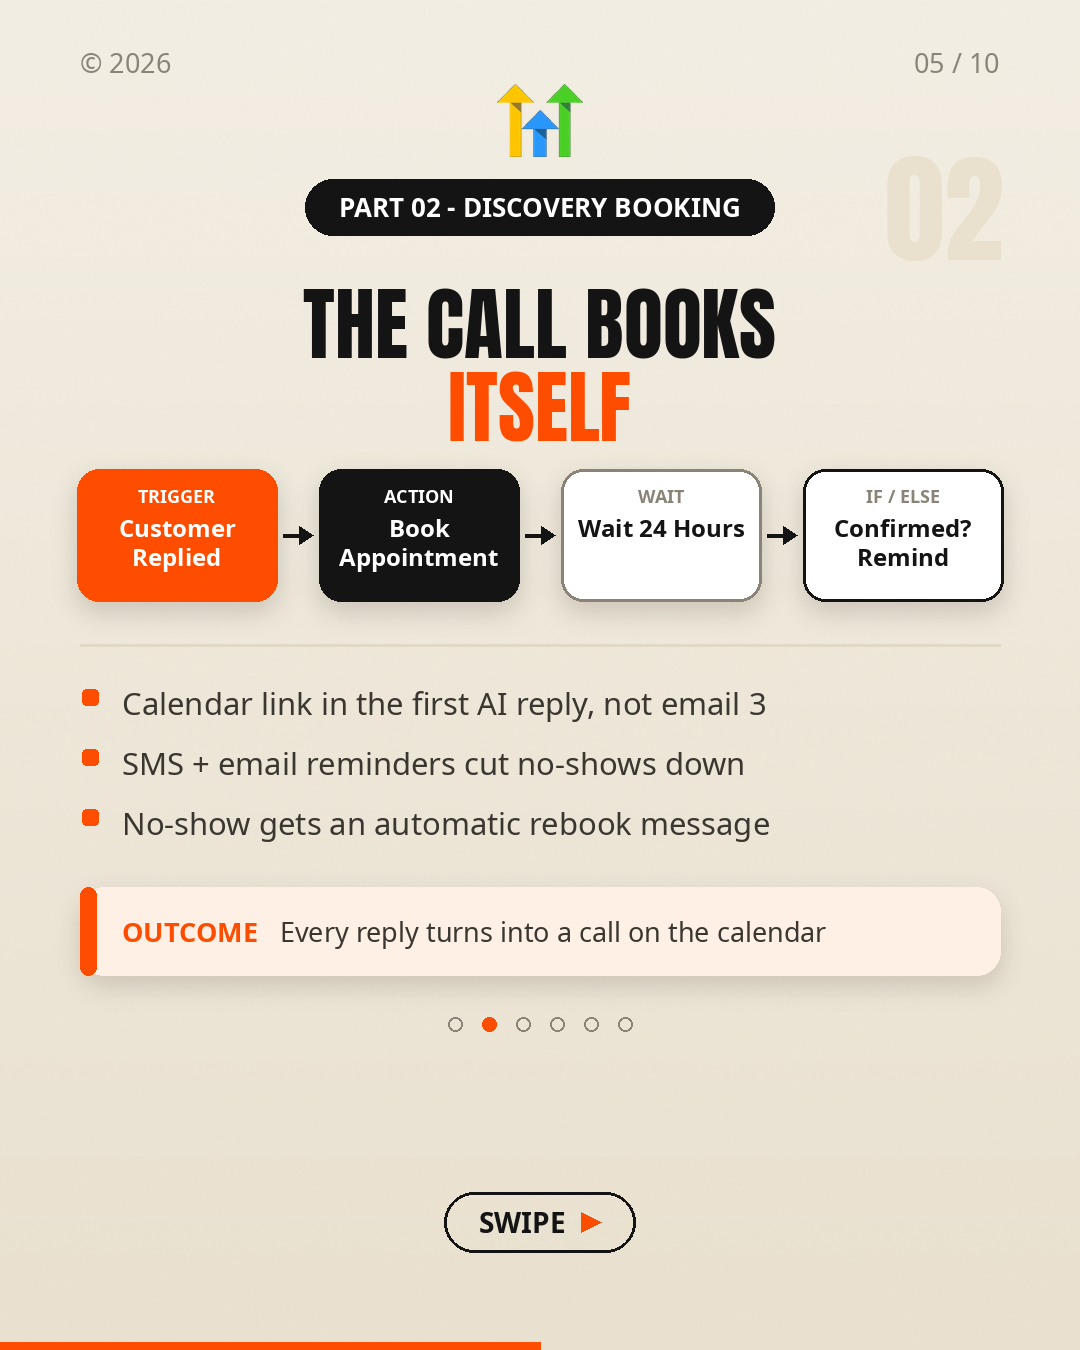 © 2026
05 / 10
PART 02 - DISCOVERY BOOKING
02
THE CALL BOOKS
ITSELF
TRIGGER
Customer
Replied
ACTION
Book
Appointment
WAIT
Wait 24 Hours
IF / ELSE
Confirmed?
Remind
Calendar link in the first AI reply, not email 3
SMS + email reminders cut no-shows down
No-show gets an automatic rebook message
OUTCOME Every reply turns into a call on the calendar
SWIPE